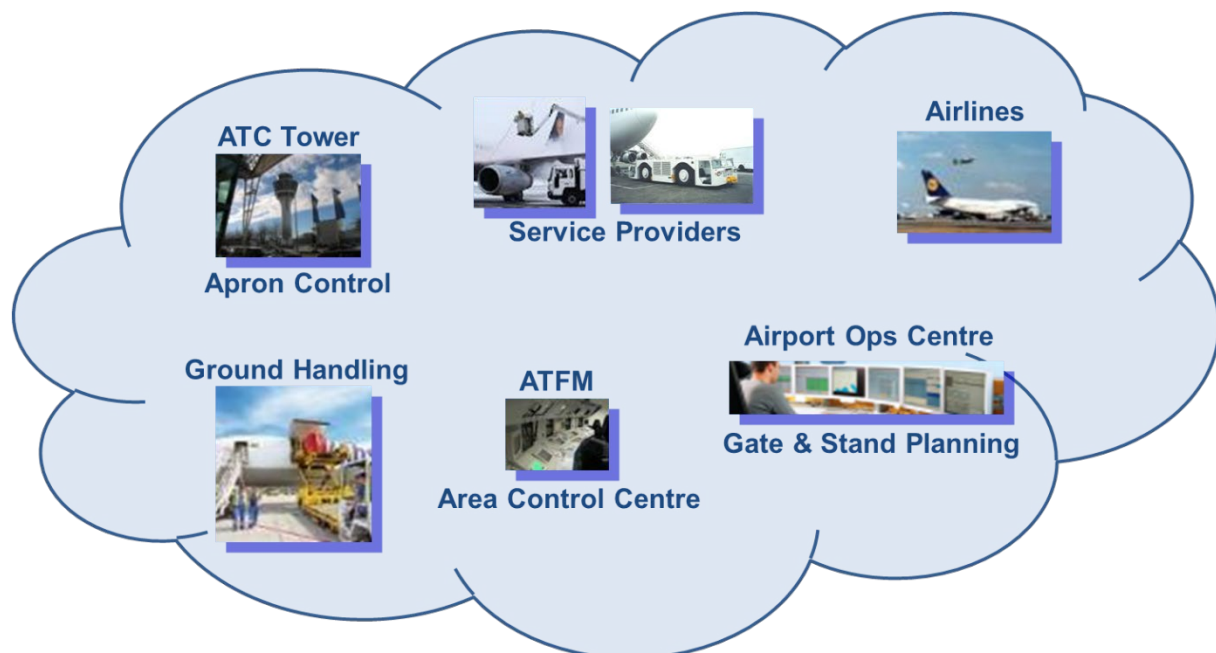 ATC Tower
Apron Control
Service Providers
Airlines
Ground Handling
ATFM
Area Control Centre
Airport Ops Centre
Gate & Stand Planning